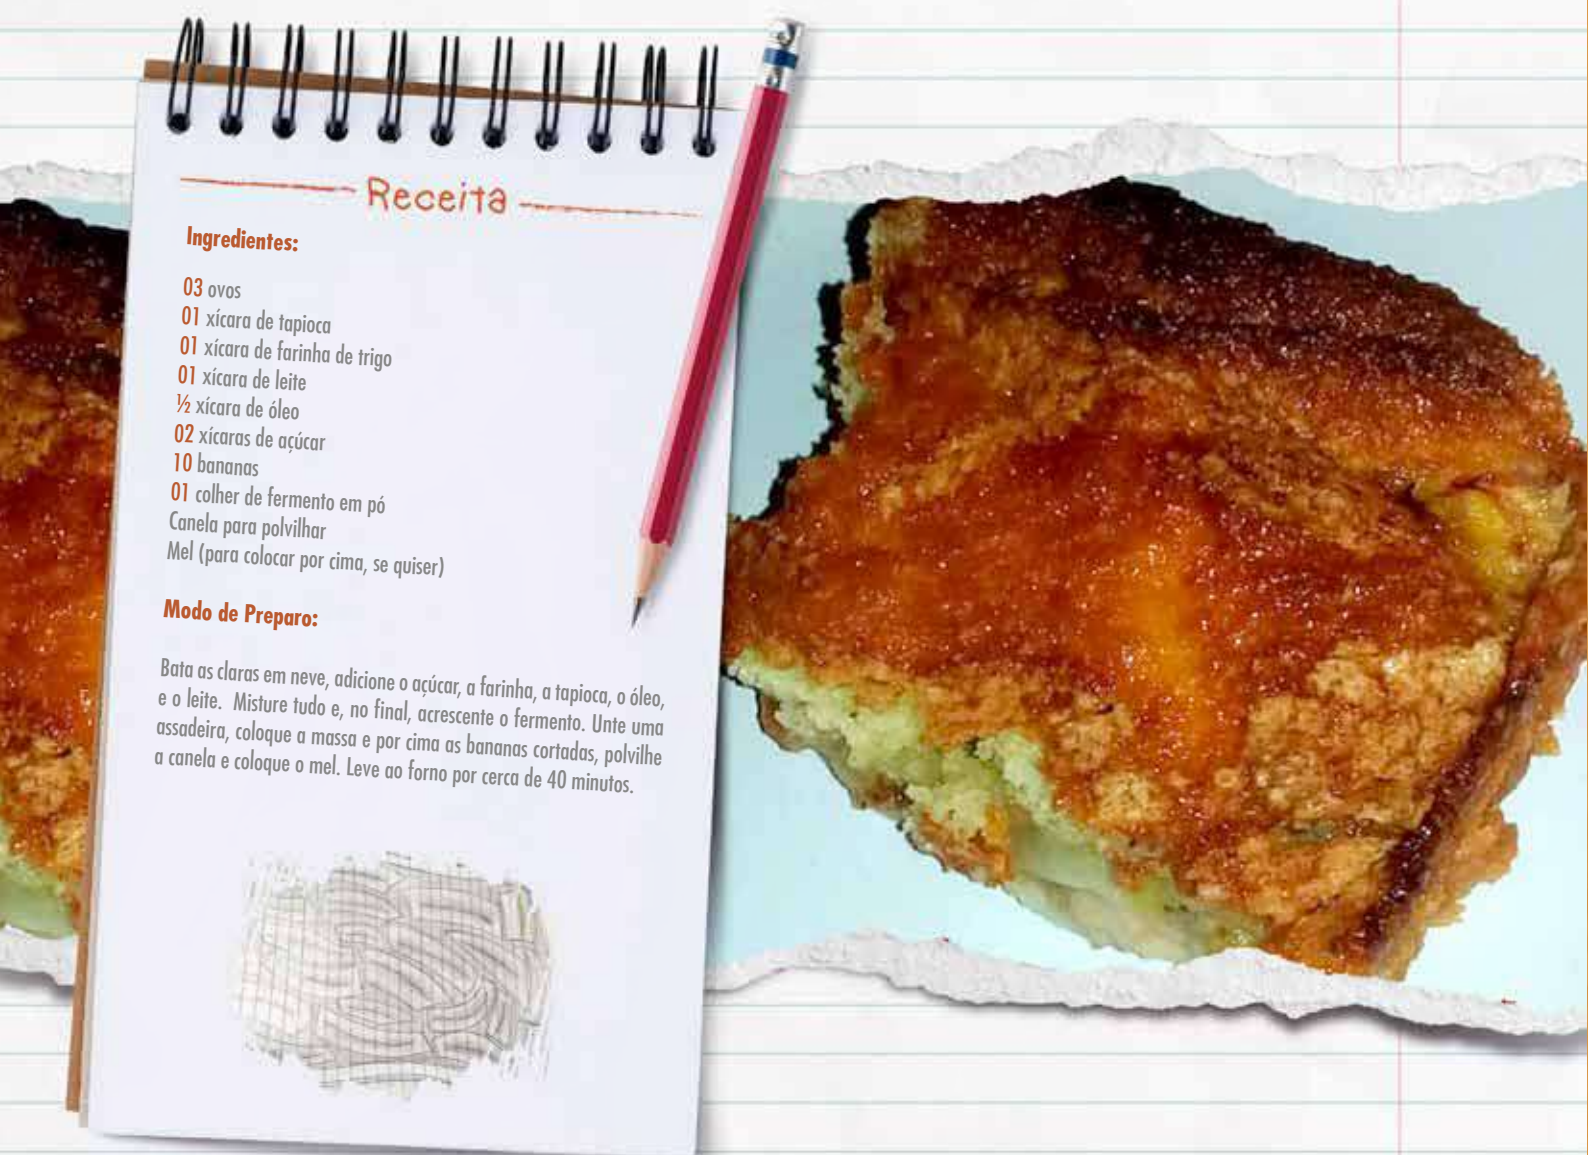 Receita
Ingredientes:
03 ovos
01 xícara de tapioca
01 xícara de farinha de trigo
01 xícara de leite
½ xícara de óleo
02 xícaras de açúcar
10 bananas
01 colher de fermento em pó
Canela para polvilhar
Mel (para colocar por cima, se quiser)
Modo de Preparo:
Bata as claras em neve, adicione o açúcar, a farinha, a tapioca, o óleo,
e o leite. Misture tudo e, no final, acrescente o fermento. Unte uma
assadeira, coloque a massa e por cima as bananas cortadas, polvilhe
a canela e coloque o mel. Leve ao forno por cerca de 40 minutos.